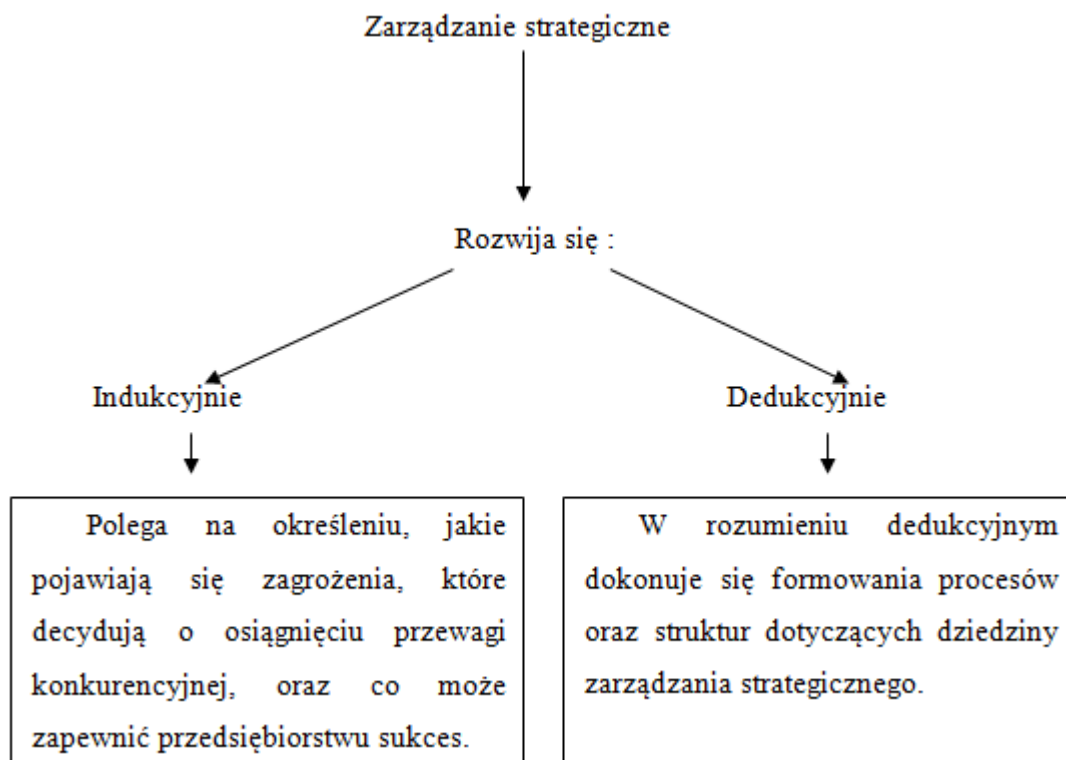 Zarządzanie strategiczne
Rozwija się :
Indukcyjnie
Dedukcyjnie
Polega na określeniu, jakie
pojawiają się zagrożenia, które
decydują o osiągnięciu przewagi
konkurencyjnej, oraz co może
zapewnić przedsiębiorstwu sukces.
W rozumieniu dedukcyjnym
dokonuje się formowania procesów
oraz struktur dotyczących dziedziny
zarządzania strategicznego.